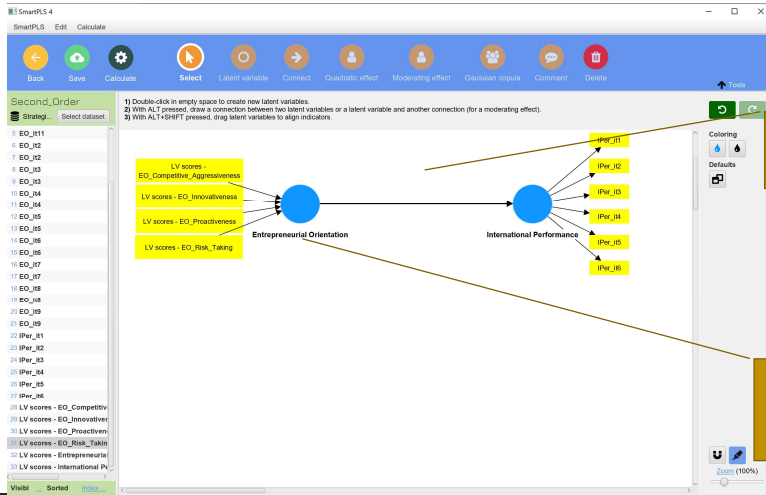 SmartPLS 4
SmartPLS Edit Calculate
Back Save Calculate Select Latent variable Connect Quadratic effect Moderating effect Gaussian copula Comment Delete
Tools
Second_Order
Strategi... Select dataset
1) Double-click in empty space to create new latent variables.
2) With ALT pressed, draw a connection between two latent variables or a latent variable and another connection (for a moderating effect).
3) With ALT+SHIFT pressed, drag latent variables to align indicators.
5 EO_it11
6 EO_it2
7 EO_it2
8 EO_it3
9 EO_it3
10 EO_it4
11 EO_it4
12 EO_it5
13 EO_it5
14 EO_it6
15 EO_it6
16 EO_it7
17 EO_it7
18 EO_it8
19 EO_it8
20 EO_it9
21 EO_it9
22 IPer_it1
23 IPer_it2
24 IPer_it3
25 IPer_it4
26 IPer_it5
27 IPer_it6
28 LV scores - EO_Competitiv
29 LV scores - EO_Innovativer
30 LV scores - EO_Proactiven
31 LV scores - EO_Risk_Takin
32 LV scores - Entrepreneurial
33 LV scores - International Pe
Visibl ... Sorted Index...
LV scores -
EO_Competitive_Aggressiveness
LV scores - EO_Innovativeness
LV scores - EO_Proactiveness
LV scores - EO_Risk_Taking
Entrepreneurial Orientation
International Performance
IPer_it1
IPer_it2
IPer_it3
IPer_it4
IPer_it5
IPer_it6
Coloring
Defaults
Zoom (100%)